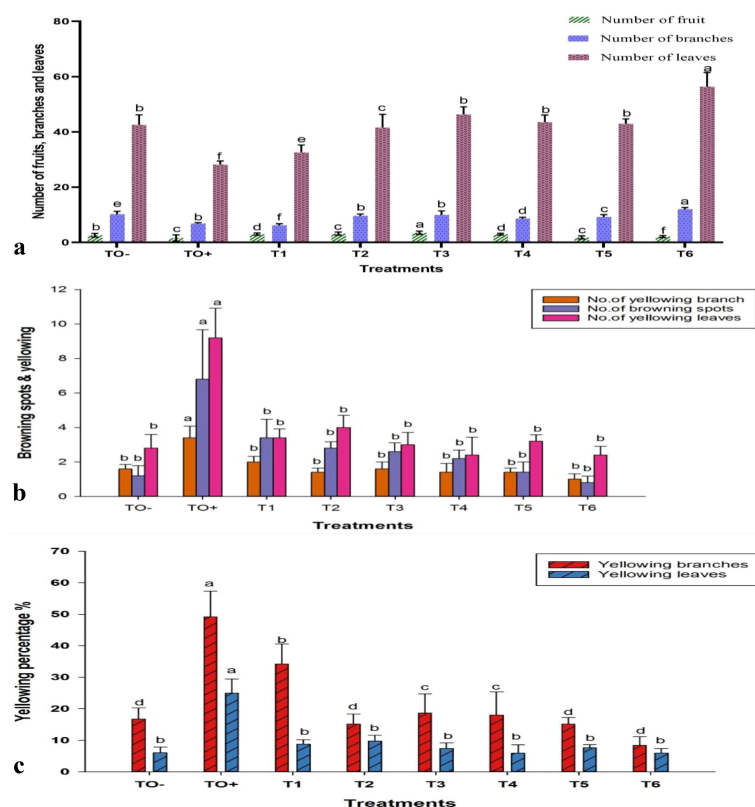 80
60
40
20
0
Number of fruits, branches and leaves
Number of fruit
Number of branches
Number of leaves
b e b
c b f
d f e
c b c
a b b
d d b
c c b
f a a
TO- TO+ T1 T2 T3 T4 T5 T6
Treatments
a
12
10
8
6
4
2
0
Browning spots & yellowing
No.of yellowing branch
No.of browning spots
No.of yellowing leaves
b b b
a a a
b b b
b b b
b b b
b b b
b b b
b b b
TO- TO+ T1 T2 T3 T4 T5 T6
Treatments
b
70
60
50
40
30
20
10
0
Yellowing percentage %
Yellowing branches
Yellowing leaves
d b
a a
b b
d b
c b
c b
d b
d b
TO- TO+ T1 T2 T3 T4 T5 T6
Treatments
c